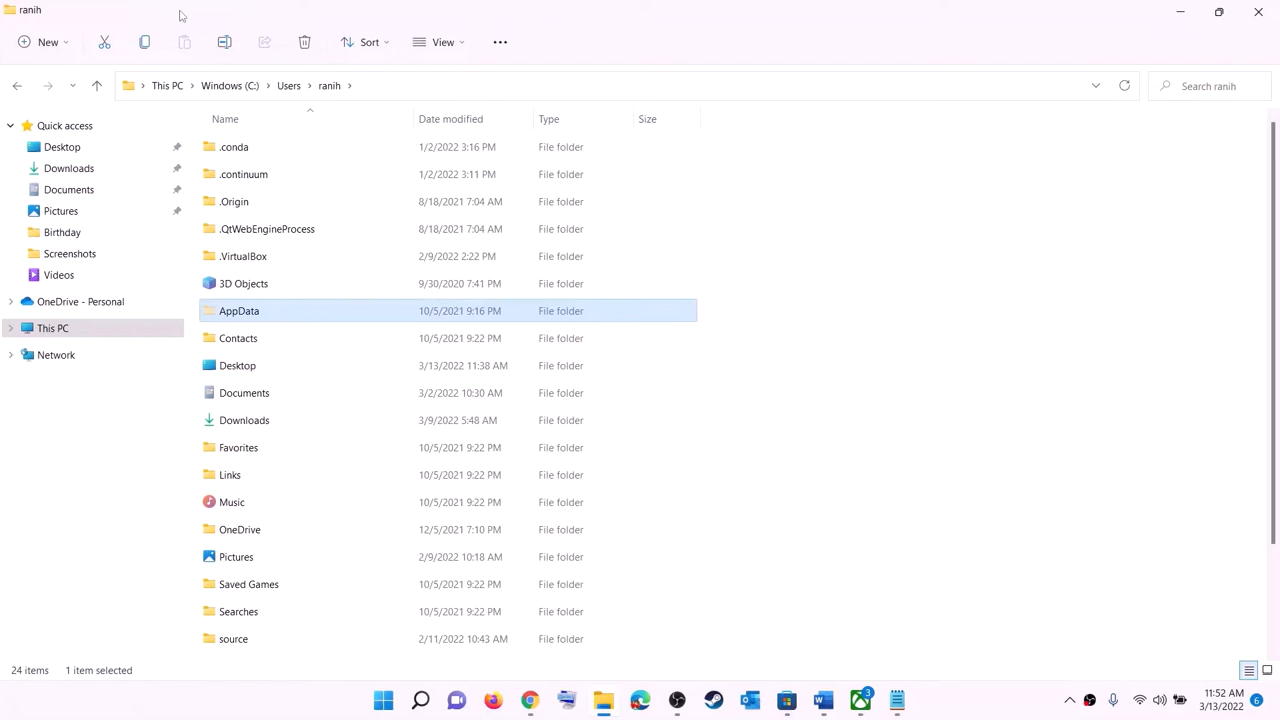 ranih
New
Sort
View
This PC > Windows (C:) > Users > ranih >
Search ranih
Quick access
Desktop
Downloads
Documents
Pictures
Birthday
Screenshots
Videos
OneDrive - Personal
This PC
Network
Name Date modified Type Size
.conda 1/2/2022 3:16 PM File folder
.continuum 1/2/2022 3:11 PM File folder
.Origin 8/18/2021 7:04 AM File folder
.QtWebEngineProcess 8/18/2021 7:04 AM File folder
.VirtualBox 2/9/2022 2:22 PM File folder
3D Objects 9/30/2020 7:41 PM File folder
AppData 10/5/2021 9:16 PM File folder
Contacts 10/5/2021 9:22 PM File folder
Desktop 3/13/2022 11:38 AM File folder
Documents 3/2/2022 10:30 AM File folder
Downloads 3/9/2022 5:48 AM File folder
Favorites 10/5/2021 9:22 PM File folder
Links 10/5/2021 9:22 PM File folder
Music 10/5/2021 9:22 PM File folder
OneDrive 12/5/2021 7:10 PM File folder
Pictures 2/9/2022 10:18 AM File folder
Saved Games 10/5/2021 9:22 PM File folder
Searches 10/5/2021 9:22 PM File folder
source 2/11/2022 10:43 AM File folder
24 items 1 item selected
3
11:52 AM
3/13/2022
6